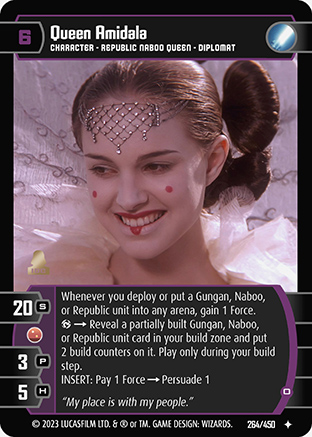 6
Queen Amidala
CHARACTER - REPUBLIC NABOO QUEEN - DIPLOMAT
20 S
3 P
5 H
Whenever you deploy or put a Gungan, Naboo,
or Republic unit into any arena, gain 1 Force.
→ Reveal a partially built Gungan, Naboo,
or Republic unit card in your build zone and put
2 build counters on it. Play only during your build
step.
INSERT: Pay 1 Force → Persuade 1
“My place is with my people.”
© 2023 LUCASFILM LTD. & ® or TM. GAME DESIGN: WIZARDS.
264/450